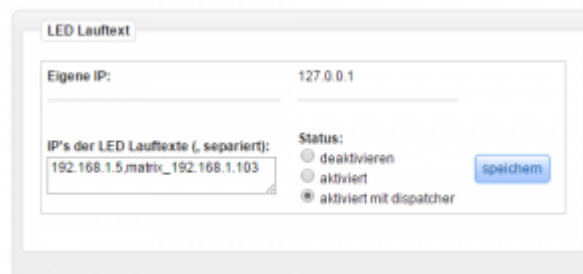 LED Lauftext
Eigene IP:
127.0.0.1
IP's der LED Lauftexte (, separiert):
192.168.1.5,matrix_192.168.1.103
Status:
deaktivieren
aktiviert
aktiviert mit dispatcher
speichern